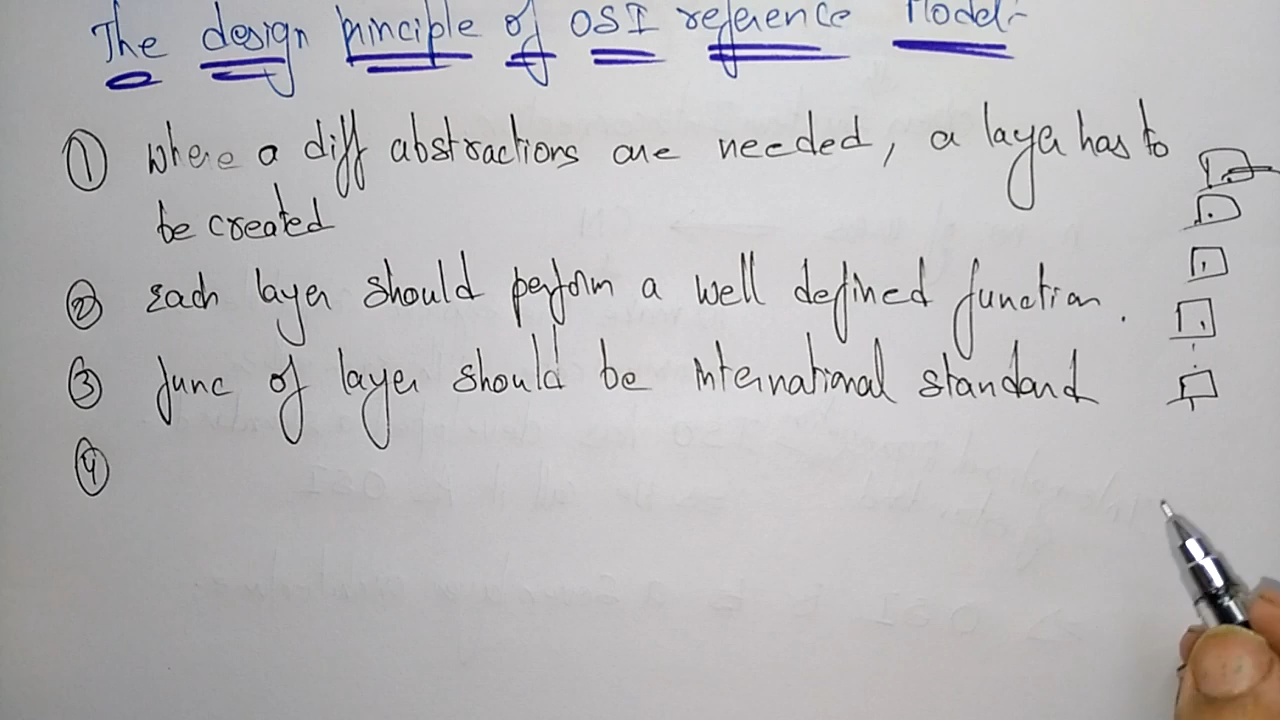 The design principle of OSI reference Model:-
① where a diff abstractions are needed, a layer has to
be created
② Each layer should perform a well defined function.
③ func of layer should be international standard
④